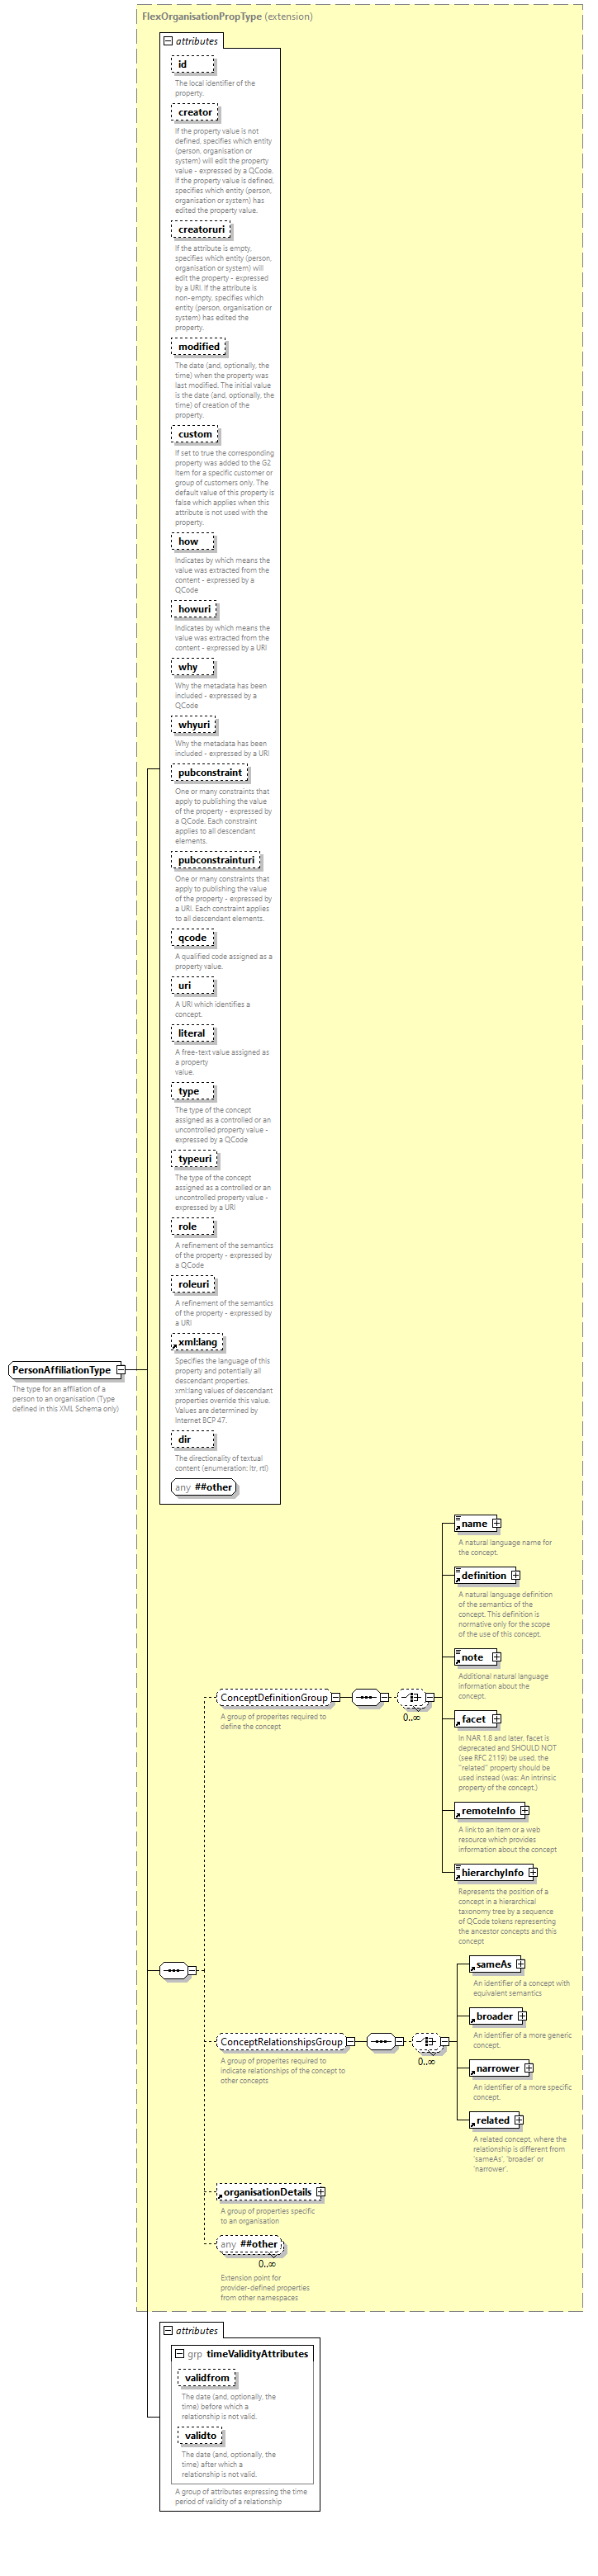 FlexOrganisationPropType (extension)
attributes
id
The local identifier of the
property.
creator
If the property value is not
defined, specifies which entity
(person, organisation or
system) will edit the property
value - expressed by a QCode.
If the property value is defined,
specifies which entity (person,
organisation or system) has
edited the property value.
creatoruri
If the attribute is empty,
specifies which entity (person,
organisation or system) will
edit the property - expressed
by a URI. If the attribute is
non-empty, specifies which
entity (person, organisation or
system) has edited the
property.
modified
The date (and, optionally, the
time) when the property was
last modified. The initial value
is the date (and, optionally, the
time) of creation of the
property.
custom
If set to true the corresponding
property was added to the G2
Item for a specific customer or
group of customers only. The
default value of this property is
false which applies when this
attribute is not used with the
property.
how
Indicates by which means the
value was extracted from the
content - expressed by a
QCode
howuri
Indicates by which means the
value was extracted from the
content - expressed by a URI
why
Why the metadata has been
included - expressed by a
QCode
whyuri
Why the metadata has been
included - expressed by a URI
pubconstraint
One or many constraints that
apply to publishing the value
of the property - expressed by
a QCode. Each constraint
applies to all descendant
elements.
pubconstrainturi
One or many constraints that
apply to publishing the value
of the property - expressed by
a URI. Each constraint applies
to all descendant elements.
qcode
A qualified code assigned as a
property value.
uri
A URI which identifies a
concept.
literal
A free-text value assigned as
a property
value.
type
The type of the concept
assigned as a controlled or an
uncontrolled property value -
expressed by a QCode
typeuri
The type of the concept
assigned as a controlled or an
uncontrolled property value -
expressed by a URI
role
A refinement of the semantics
of the property - expressed by
a QCode
roleuri
A refinement of the semantics
of the property - expressed by
a URI
xml:lang
Specifies the language of this
property and potentially all
descendant properties.
xml:lang values of descendant
properties override this value.
Values are determined by
Internet BCP 47.
dir
The directionality of textual
content (enumeration: ltr, rtl)
any ##other
PersonAffiliationType
The type for an affliation of a
person to an organisation (Type
defined in this XML Schema only)
name
A natural language name for
the concept.
definition
A natural language definition
of the semantics of the
concept. This definition is
normative only for the scope
of the use of this concept.
note
Additional natural language
information about the
concept.
ConceptDefinitionGroup
0..∞
A group of properites required to
define the concept
facet
In NAR 1.8 and later, facet is
deprecated and SHOULD NOT
(see RFC 2119) be used, the
"related" property should be
used instead (was: An intrinsic
property of the concept.)
remoteInfo
A link to an item or a web
resource which provides
information about the concept
hierarchyInfo
Represents the position of a
concept in a hierarchical
taxonomy tree by a sequence
of QCode tokens representing
the ancestor concepts and this
concept
sameAs
An identifier of a concept with
equivalent semantics
broader
An identifier of a more generic
concept.
ConceptRelationshipsGroup
0..∞
A group of properites required to
indicate relationships of the concept to
other concepts
narrower
An identifier of a more specific
concept.
related
A related concept, where the
relationship is different from
'sameAs', 'broader' or
'narrower'.
organisationDetails
A group of properties specific
to an organisation
any ##other
0..∞
Extension point for
provider-defined properties
from other namespaces
attributes
grp timeValidityAttributes
validfrom
The date (and, optionally, the
time) before which a
relationship is not valid.
validto
The date (and, optionally, the
time) after which a
relationship is not valid.
A group of attributes expressing the time
period of validity of a relationship